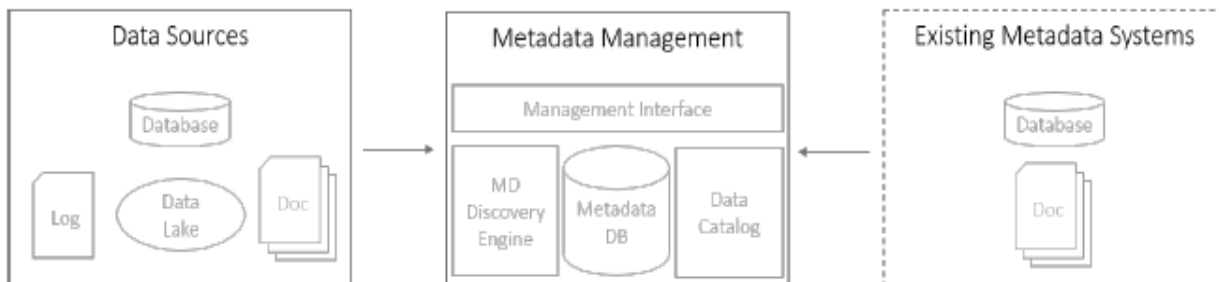 Data Sources
Database
Log
Data
Lake
Doc
Metadata Management
Management Interface
MD
Discovery
Engine
Metadata
DB
Data
Catalog
Existing Metadata Systems
Database
Doc